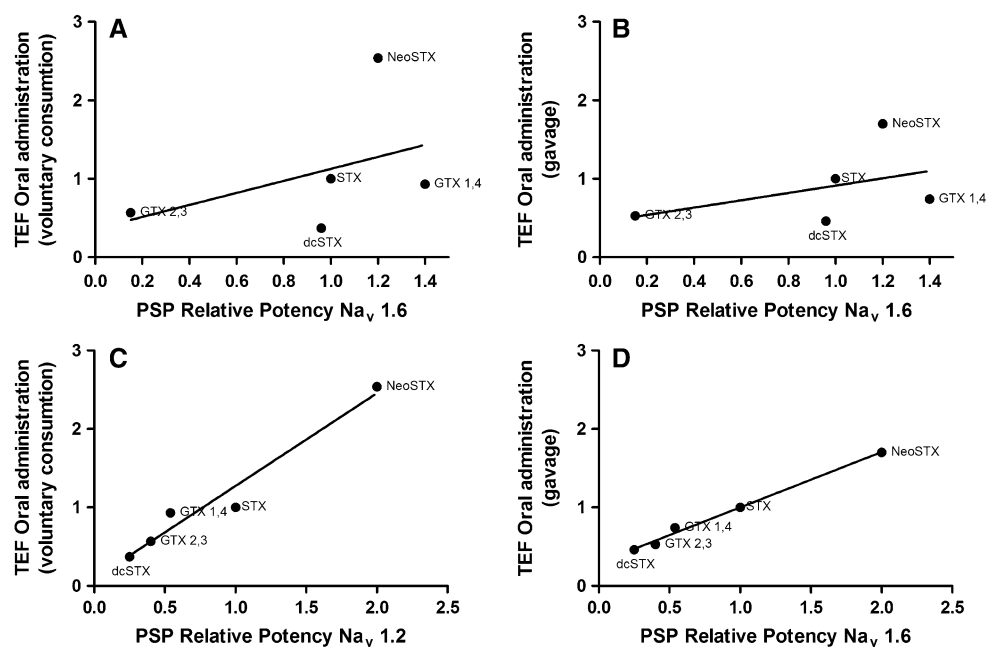 A
TEF Oral administration
(voluntary consumtion)
3
2
1
0
NeoSTX
STX
GTX 1,4
GTX 2,3
dcSTX
0.0 0.2 0.4 0.6 0.8 1.0 1.2 1.4
PSP Relative Potency Nav 1.6
B
TEF Oral administration
(gavage)
3
2
1
0
NeoSTX
STX
GTX 1,4
GTX 2,3
dcSTX
0.0 0.2 0.4 0.6 0.8 1.0 1.2 1.4
PSP Relative Potency Nav 1.6
C
TEF Oral administration
(voluntary consumtion)
3
2
1
0
NeoSTX
GTX 1,4
STX
GTX 2,3
dcSTX
0.0 0.5 1.0 1.5 2.0 2.5
PSP Relative Potency Nav 1.2
D
TEF Oral administration
(gavage)
3
2
1
0
NeoSTX
STX
GTX 1,4
GTX 2,3
dcSTX
0.0 0.5 1.0 1.5 2.0 2.5
PSP Relative Potency Nav 1.6